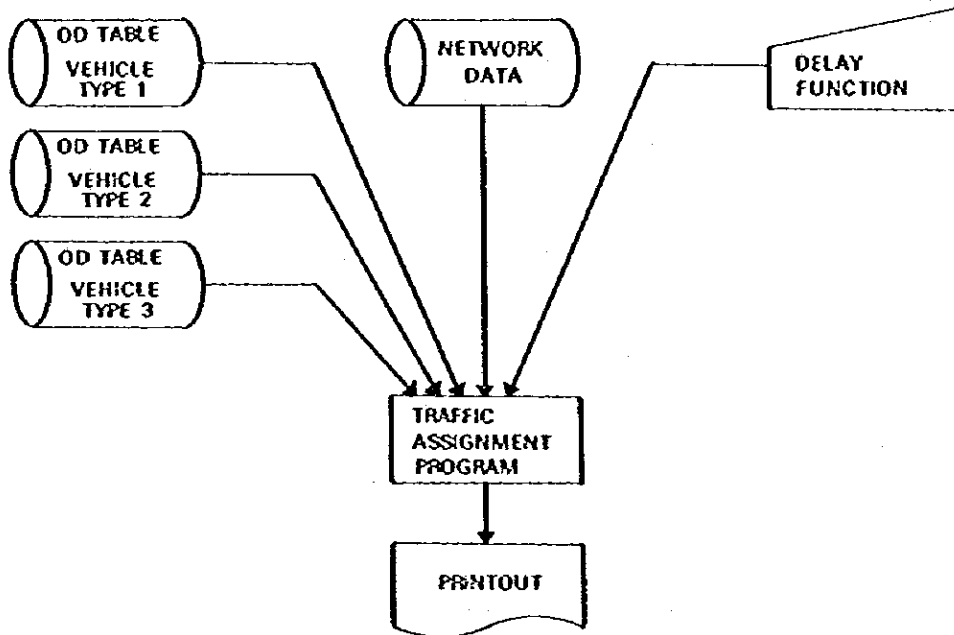 OD TABLE
VEHICLE
TYPE 1
OD TABLE
VEHICLE
TYPE 2
OD TABLE
VEHICLE
TYPE 3
NETWORK
DATA
DELAY
FUNCTION
TRAFFIC
ASSIGNMENT
PROGRAM
PRINTOUT